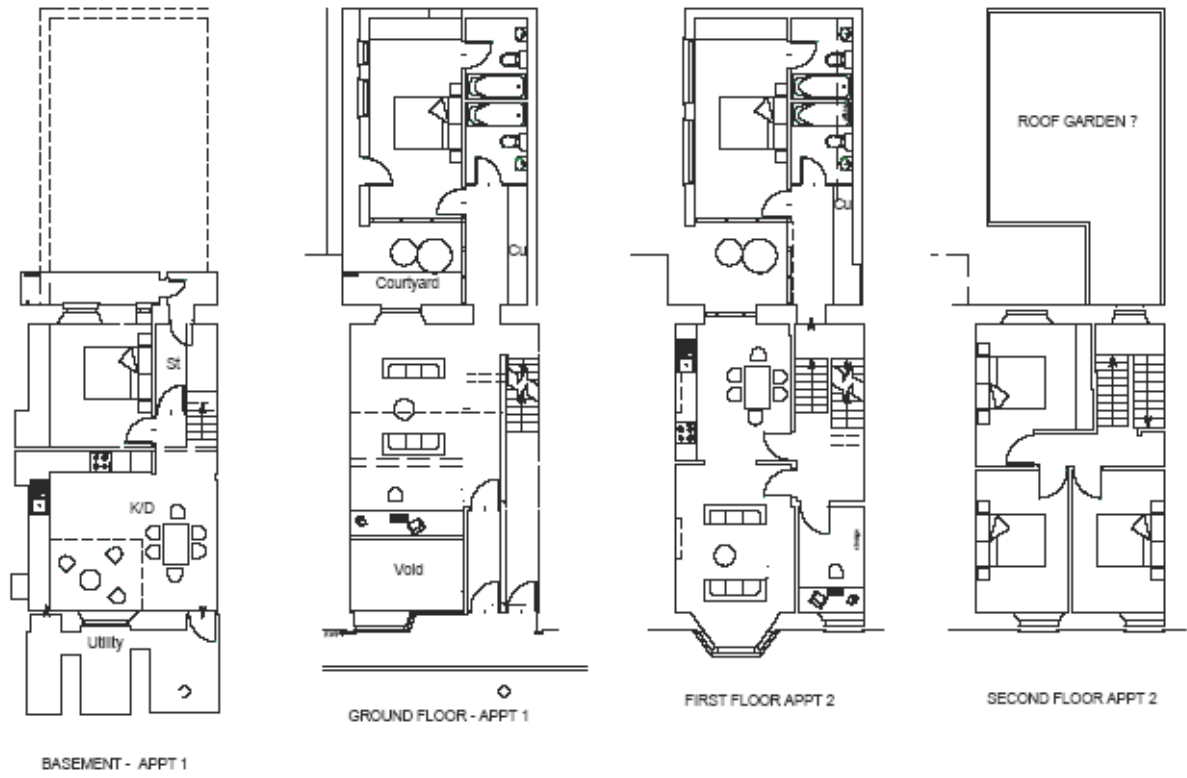 ROOF GARDEN ?
Cu
Cu
Courtyard
St
K/D
Void
Utility
FIRST FLOOR APPT 2
SECOND FLOOR APPT 2
GROUND FLOOR - APPT 1
BASEMENT - APPT 1